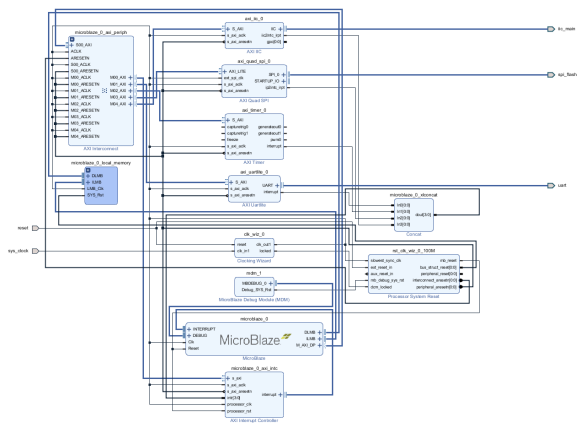 microblaze_0_axi_periph
S00_AXI
ACLK
ARESETN
S00_ACLK
S00_ARESETN
M00_ACLK
M00_ARESETN
M01_ACLK
M01_ARESETN
M02_ACLK
M02_ARESETN
M03_ACLK
M03_ARESETN
M04_ACLK
M04_ARESETN
M00_AXI
M01_AXI
M02_AXI
M03_AXI
M04_AXI
AXI Interconnect
microblaze_0_local_memory
DLMB
ILMB
LMB_Clk
SYS_Rst
reset
sys_clock
axi_iic_0
S_AXI
s_axi_aclk
s_axi_aresetn
IIC
iic2intc_irpt
gpo[0:0]
AXI IIC
axi_quad_spi_0
AXI_LITE
ext_spi_clk
s_axi_aclk
s_axi_aresetn
SPI_0
STARTUP_IO
ip2intc_irpt
AXI Quad SPI
axi_timer_0
S_AXI
capturetrig0
capturetrig1
freeze
s_axi_aclk
s_axi_aresetn
generateout0
generateout1
pwm0
interrupt
AXI Timer
axi_uartlite_0
S_AXI
s_axi_aclk
s_axi_aresetn
UART
interrupt
AXI Uartlite
clk_wiz_0
reset
clk_in1
clk_out1
locked
Clocking Wizard
mdm_1
MBDEBUG_0
Debug_SYS_Rst
MicroBlaze Debug Module (MDM)
microblaze_0
INTERRUPT
DEBUG
Clk
Reset
MicroBlaze
DLMB
ILMB
M_AXI_DP
MicroBlaze
microblaze_0_axi_intc
s_axi
s_axi_aclk
s_axi_aresetn
intr[3:0]
processor_clk
processor_rst
interrupt
AXI Interrupt Controller
microblaze_0_xlconcat
In0[0:0]
In1[0:0]
In2[0:0]
In3[0:0]
dout[3:0]
Concat
rst_clk_wiz_0_100M
slowest_sync_clk
ext_reset_in
aux_reset_in
mb_debug_sys_rst
dcm_locked
mb_reset
bus_struct_reset[0:0]
peripheral_reset[0:0]
interconnect_aresetn[0:0]
peripheral_aresetn[0:0]
Processor System Reset
iic_main
spi_flash
uart